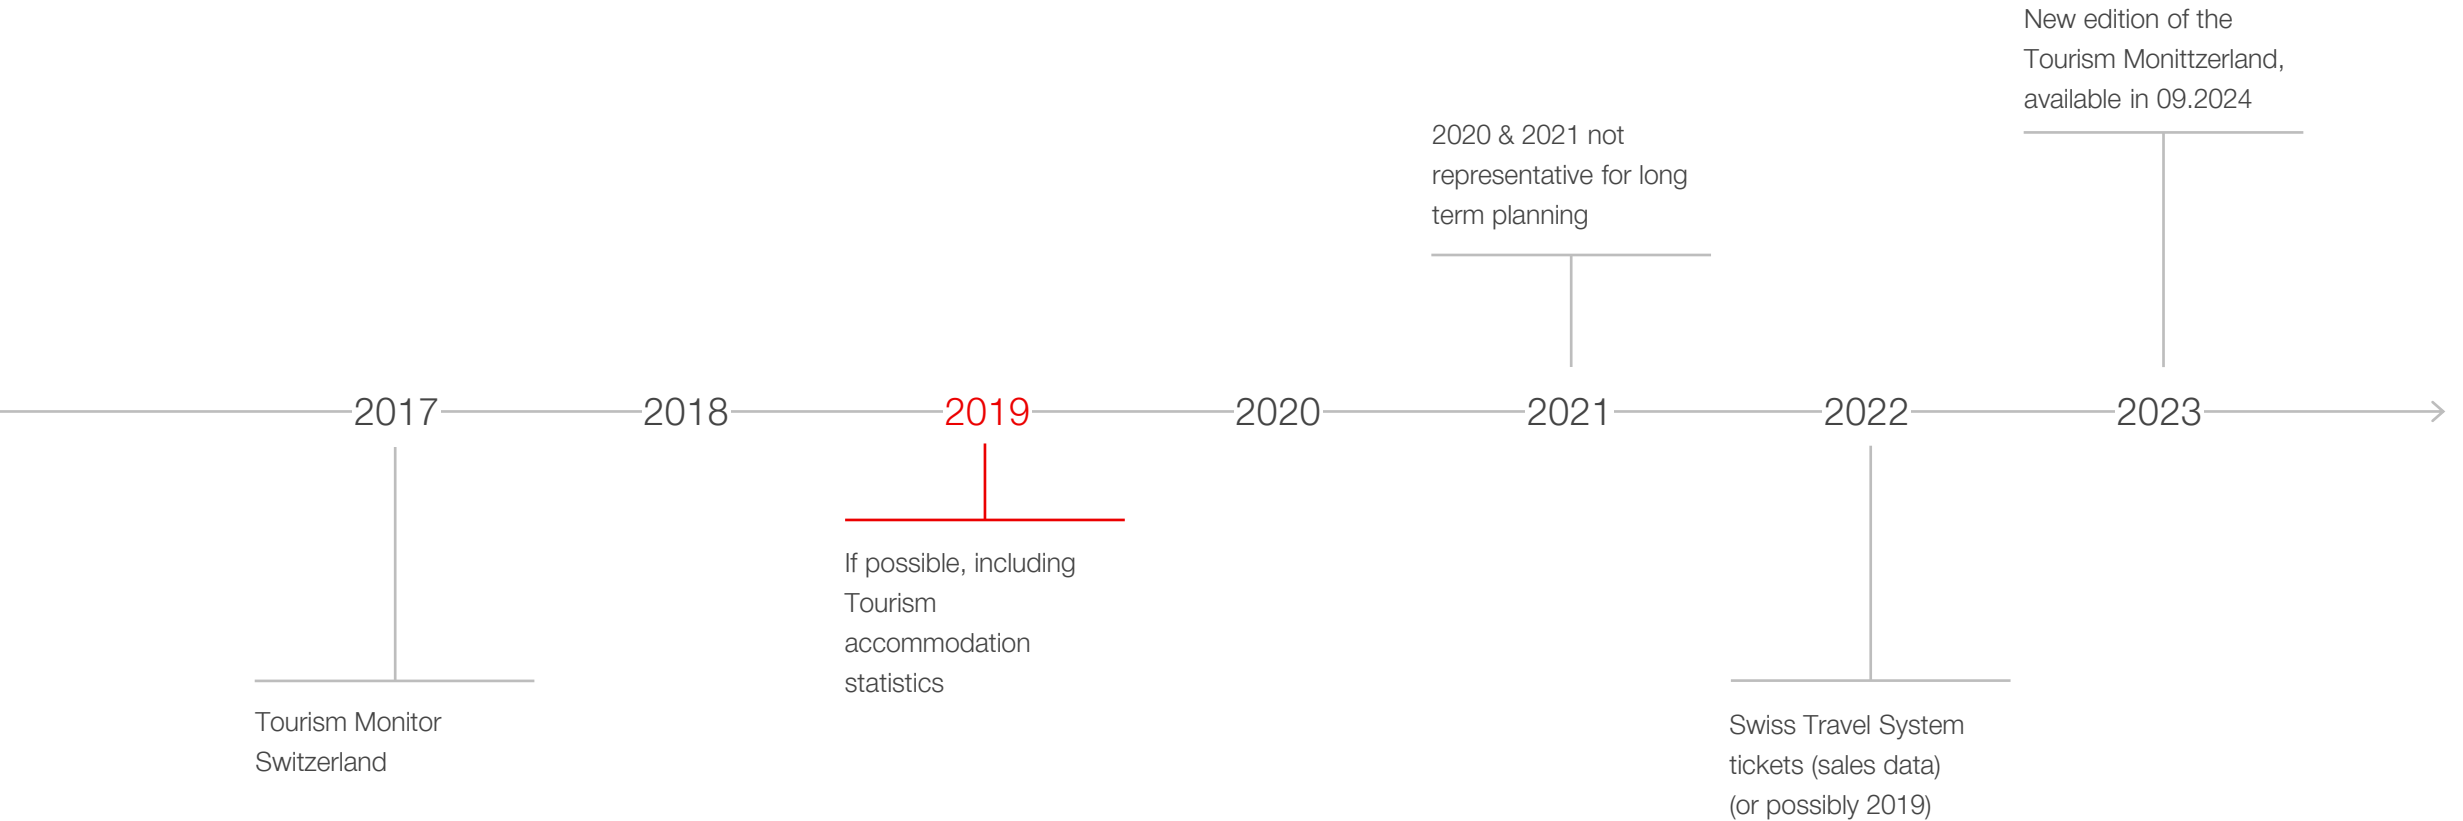 New edition of the
Tourism Monittzerland,
available in 09.2024
2020 & 2021 not
representative for long
term planning
2017
2018
2019
2020
2021
2022
2023
If possible, including
Tourism
accommodation
statistics
Tourism Monitor
Switzerland
Swiss Travel System
tickets (sales data)
(or possibly 2019)